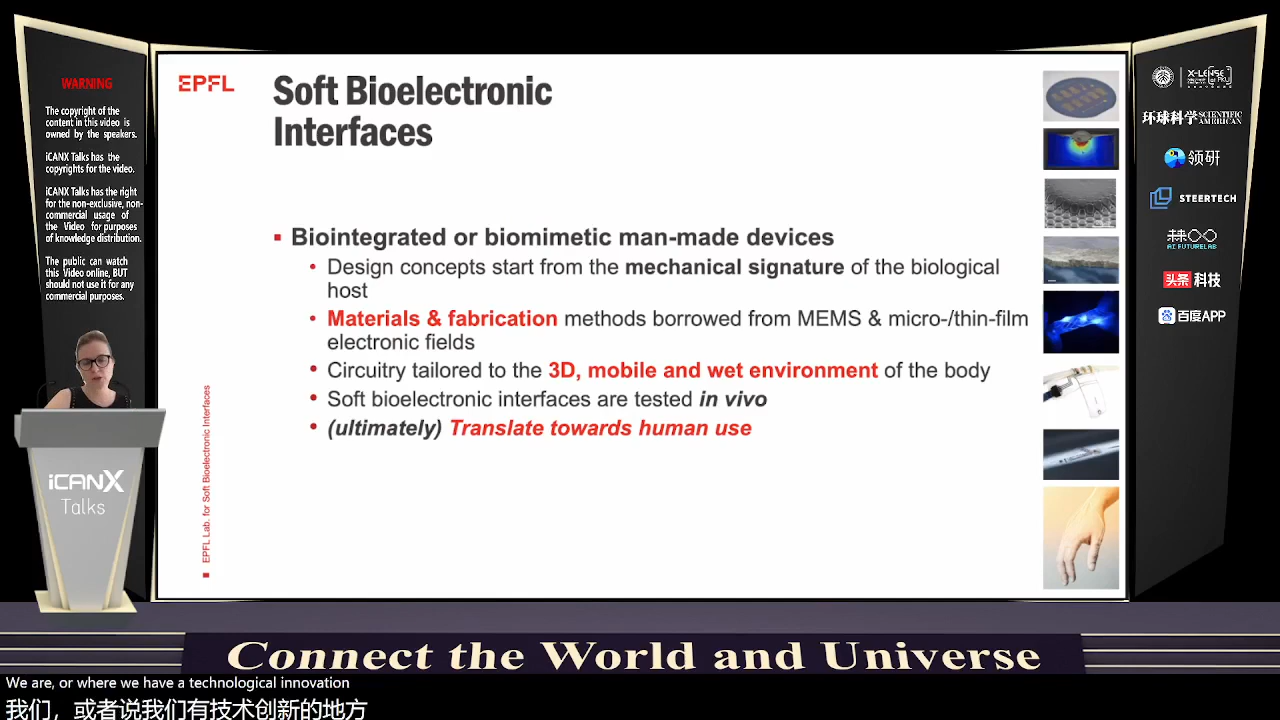 WARNING
The copyright of the
content in this video is
owned by the speakers.
iCANX Talks has the
copyrights for the video.
iCANX Talks has the right
for the non-exclusive, non-
commercial usage of
the Video for purposes
of knowledge distribution.
The public can watch
this Video online, BUT
should not use it for any
commercial purposes.
iCANX
Talks
EPFL
Soft Bioelectronic
Interfaces
▪ Biointegrated or biomimetic man-made devices
• Design concepts start from the mechanical signature of the biological
host
• Materials & fabrication methods borrowed from MEMS & micro-/thin-film
electronic fields
• Circuitry tailored to the 3D, mobile and wet environment of the body
• Soft bioelectronic interfaces are tested in vivo
• (ultimately) Translate towards human use
▪ EPFL Lab. for Soft Bioelectronic Interfaces
X-LENSE
环球科学 SCIENTIFIC AMERICAN
领研
STEERTECH
AI FUTURELAB
头条 科技
百度APP
Connect the World and Universe
We are, or where we have a technological innovation
我们，或者说我们有技术创新的地方